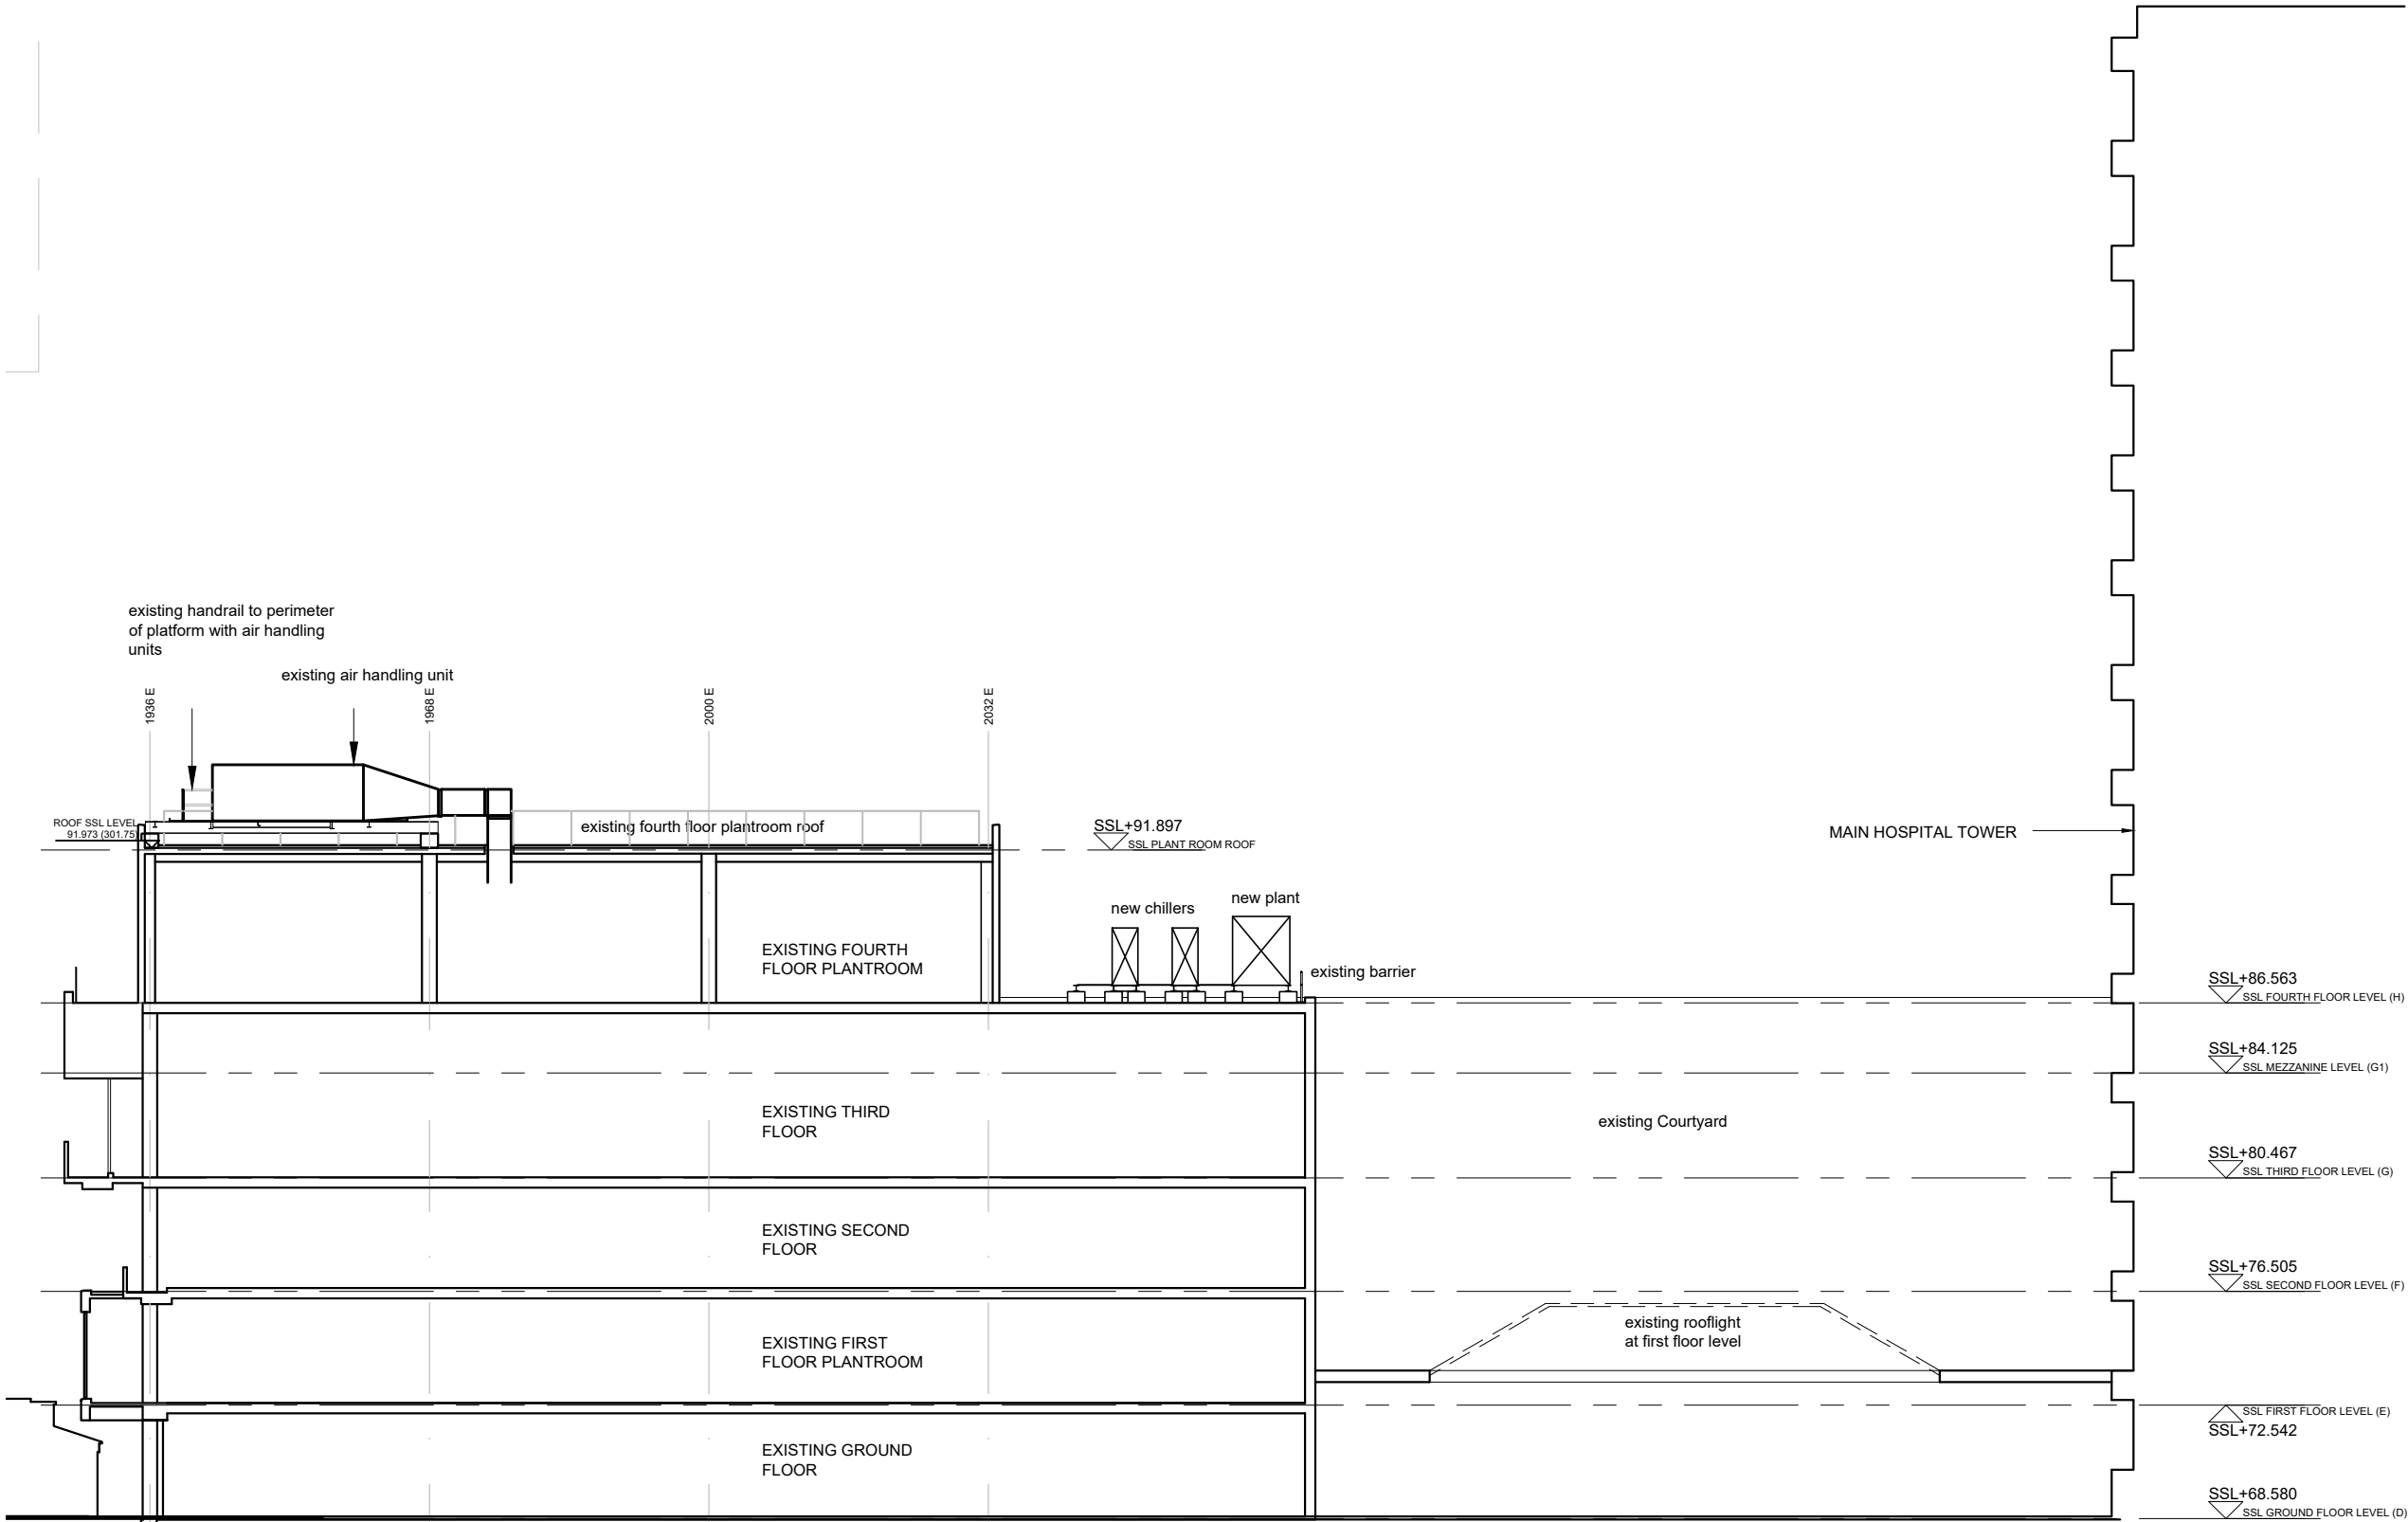 existing handrail to perimeter
of platform with air handling
units
existing air handling unit
1936 E
1968 E
2000 E
2032 E
ROOF SSL LEVEL
91.973 (301.75)
existing fourth floor plantroom roof
SSL+91.897
SSL PLANT ROOM ROOF
MAIN HOSPITAL TOWER
new chillers
new plant
existing barrier
EXISTING FOURTH
FLOOR PLANTROOM
SSL+86.563
SSL FOURTH FLOOR LEVEL (H)
SSL+84.125
SSL MEZZANINE LEVEL (G1)
EXISTING THIRD
FLOOR
existing Courtyard
SSL+80.467
SSL THIRD FLOOR LEVEL (G)
EXISTING SECOND
FLOOR
SSL+76.505
SSL SECOND FLOOR LEVEL (F)
existing rooflight
at first floor level
EXISTING FIRST
FLOOR PLANTROOM
SSL FIRST FLOOR LEVEL (E)
SSL+72.542
EXISTING GROUND
FLOOR
SSL+68.580
SSL GROUND FLOOR LEVEL (D)